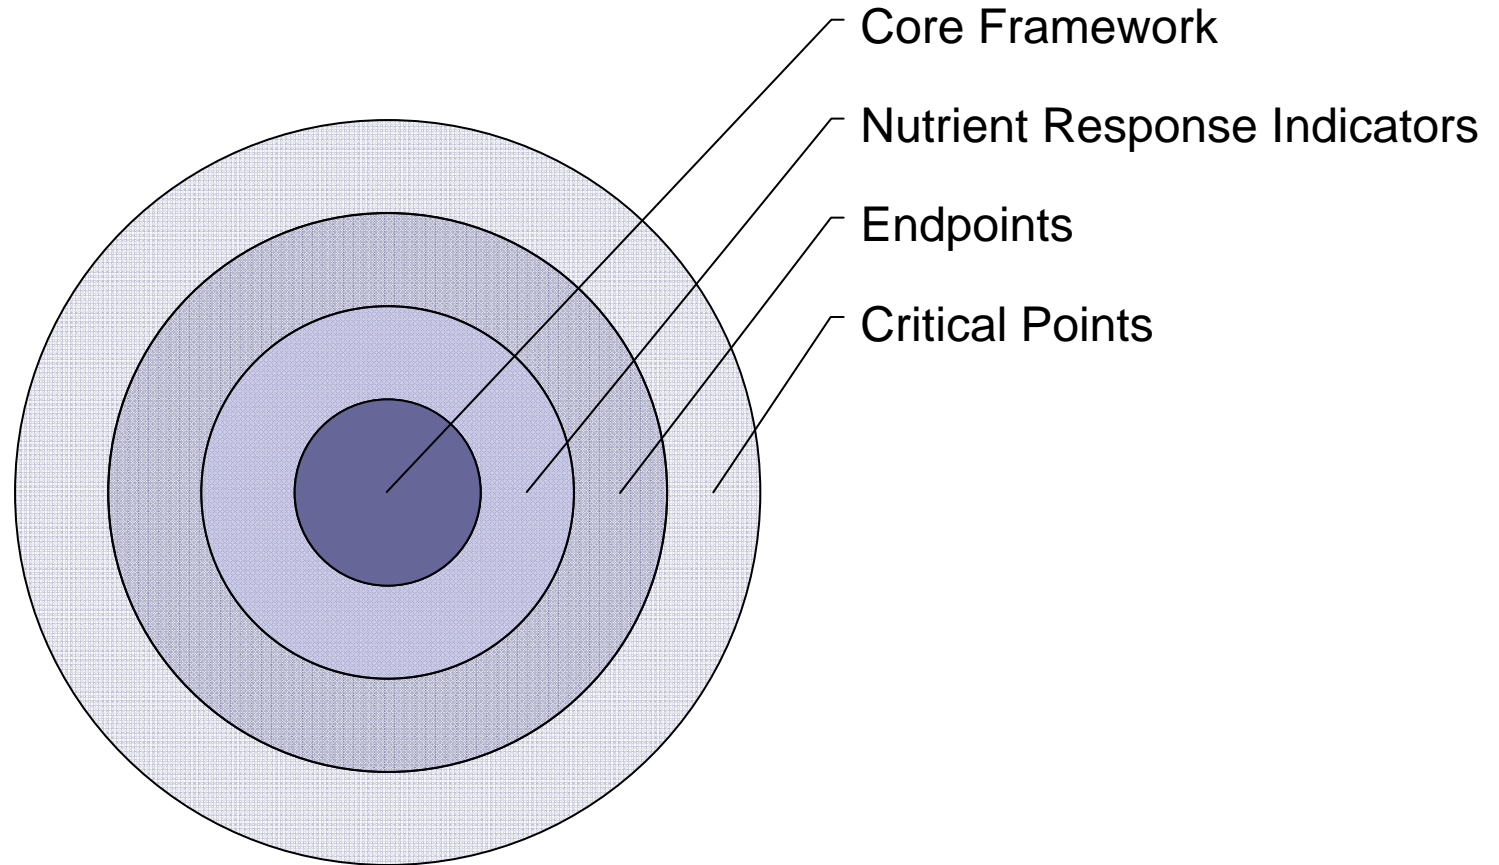 Core Framework
Nutrient Response Indicators
Endpoints
Critical Points